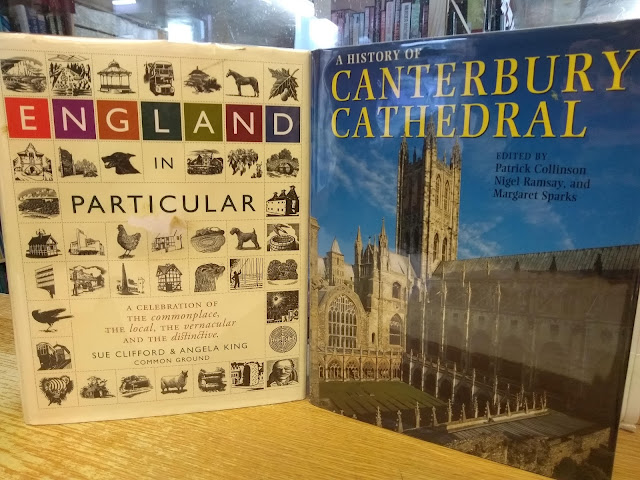 ENGLAND
IN
PARTICULAR
A CELEBRATION OF
THE commonplace,
THE local, THE vernacular
AND THE distinctive.
SUE CLIFFORD & ANGELA KING
COMMON GROUND
A HISTORY OF
CANTERBURY
CATHEDRAL
EDITED BY
Patrick Collinson
Nigel Ramsay, and
Margaret Sparks